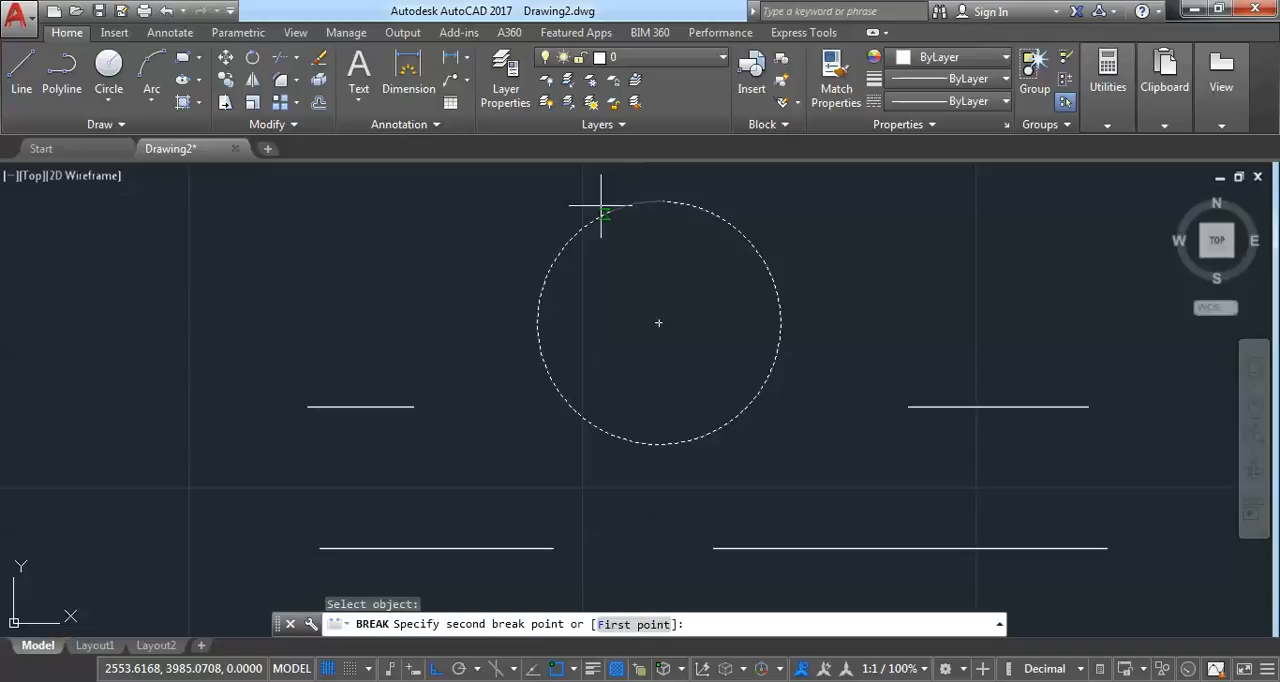 Autodesk AutoCAD 2017 Drawing2.dwg
Type a keyword or phrase
Sign In
Home Insert Annotate Parametric View Manage Output Add-ins A360 Featured Apps BIM 360 Performance Express Tools
0
ByLayer
ByLayer
ByLayer
Line Polyline Circle Arc Text Dimension Layer Properties Insert Match Properties Group Utilities Clipboard View
Draw Modify Annotation Layers Block Properties Groups
Start Drawing2*
[−][Top][2D Wireframe]
N
W TOP E
S
WCS
Y
X
Select object:
BREAK Specify second break point or [First point]:
Model Layout1 Layout2
2553.6168, 3985.0708, 0.0000 MODEL 1:1 / 100% Decimal